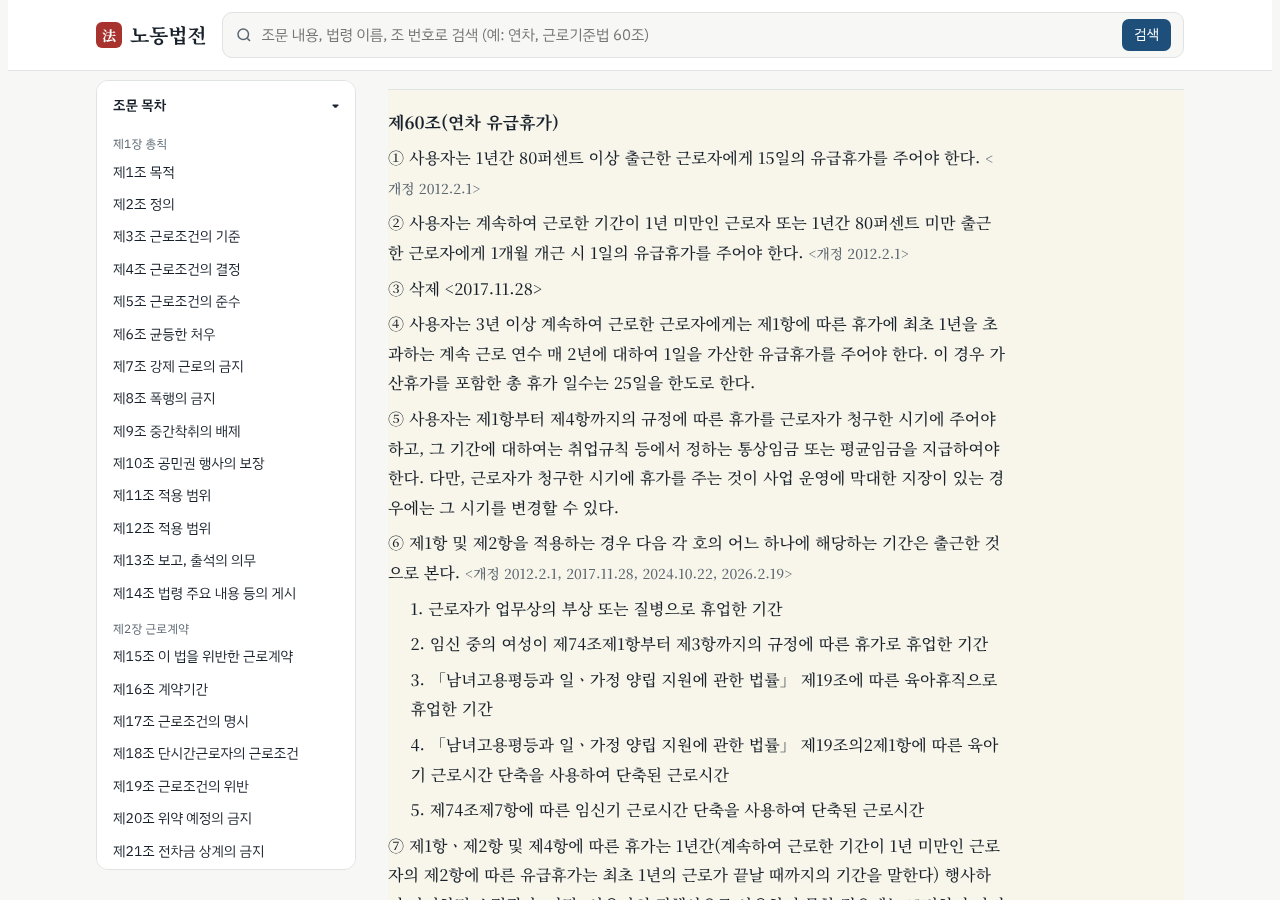 法 노동법전
조문 내용, 법령 이름, 조 번호로 검색 (예: 연차, 근로기준법 60조)
검색
조문 목차
제1장 총칙
제1조 목적
제2조 정의
제3조 근로조건의 기준
제4조 근로조건의 결정
제5조 근로조건의 준수
제6조 균등한 처우
제7조 강제 근로의 금지
제8조 폭행의 금지
제9조 중간착취의 배제
제10조 공민권 행사의 보장
제11조 적용 범위
제12조 적용 범위
제13조 보고, 출석의 의무
제14조 법령 주요 내용 등의 게시
제2장 근로계약
제15조 이 법을 위반한 근로계약
제16조 계약기간
제17조 근로조건의 명시
제18조 단시간근로자의 근로조건
제19조 근로조건의 위반
제20조 위약 예정의 금지
제21조 전차금 상계의 금지
제60조(연차 유급휴가)
① 사용자는 1년간 80퍼센트 이상 출근한 근로자에게 15일의 유급휴가를 주어야 한다. <
개정 2012.2.1>
② 사용자는 계속하여 근로한 기간이 1년 미만인 근로자 또는 1년간 80퍼센트 미만 출근
한 근로자에게 1개월 개근 시 1일의 유급휴가를 주어야 한다. <개정 2012.2.1>
③ 삭제 <2017.11.28>
④ 사용자는 3년 이상 계속하여 근로한 근로자에게는 제1항에 따른 휴가에 최초 1년을 초
과하는 계속 근로 연수 매 2년에 대하여 1일을 가산한 유급휴가를 주어야 한다. 이 경우 가
산휴가를 포함한 총 휴가 일수는 25일을 한도로 한다.
⑤ 사용자는 제1항부터 제4항까지의 규정에 따른 휴가를 근로자가 청구한 시기에 주어야
하고, 그 기간에 대하여는 취업규칙 등에서 정하는 통상임금 또는 평균임금을 지급하여야
한다. 다만, 근로자가 청구한 시기에 휴가를 주는 것이 사업 운영에 막대한 지장이 있는 경
우에는 그 시기를 변경할 수 있다.
⑥ 제1항 및 제2항을 적용하는 경우 다음 각 호의 어느 하나에 해당하는 기간은 출근한 것
으로 본다. <개정 2012.2.1, 2017.11.28, 2024.10.22, 2026.2.19>
1. 근로자가 업무상의 부상 또는 질병으로 휴업한 기간
2. 임신 중의 여성이 제74조제1항부터 제3항까지의 규정에 따른 휴가로 휴업한 기간
3. 「남녀고용평등과 일ㆍ가정 양립 지원에 관한 법률」 제19조에 따른 육아휴직으로
휴업한 기간
4. 「남녀고용평등과 일ㆍ가정 양립 지원에 관한 법률」 제19조의2제1항에 따른 육아
기 근로시간 단축을 사용하여 단축된 근로시간
5. 제74조제7항에 따른 임신기 근로시간 단축을 사용하여 단축된 근로시간
⑦ 제1항ㆍ제2항 및 제4항에 따른 휴가는 1년간(계속하여 근로한 기간이 1년 미만인 근로
자의 제2항에 따른 유급휴가는 최초 1년의 근로가 끝날 때까지의 기간을 말한다) 행사하